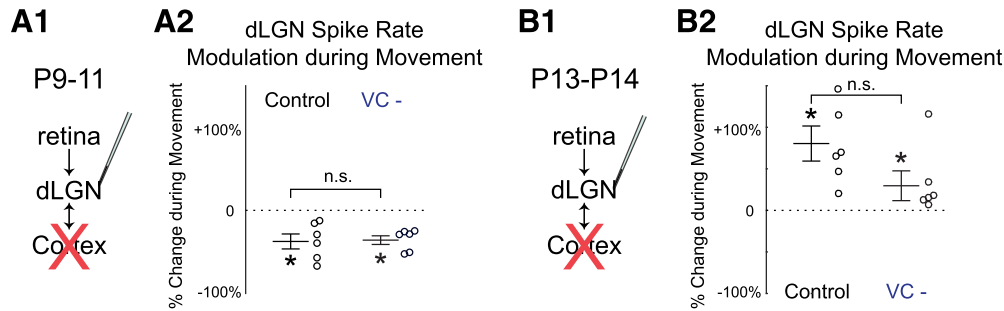 A1
P9-11
retina
dLGN
Cortex
A2
dLGN Spike Rate
Modulation during Movement
% Change during Movement
Control VC -
+100%
n.s.
0
* *
-100%
B1
P13-P14
retina
dLGN
Cortex
B2
dLGN Spike Rate
Modulation during Movement
% Change during Movement
n.s.
+100%
* *
0
-100%
Control VC -